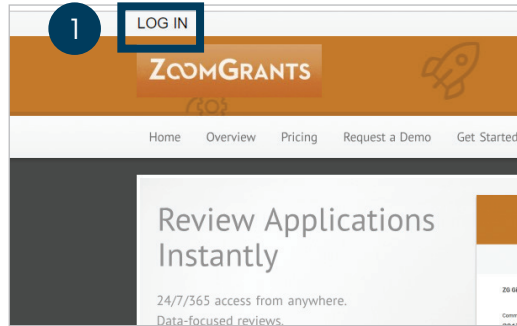 1
LOG IN
ZOOMGRANTS
Home Overview Pricing Request a Demo Get Started
Review Applications
Instantly
24/7/365 access from anywhere.
Data-focused reviews.